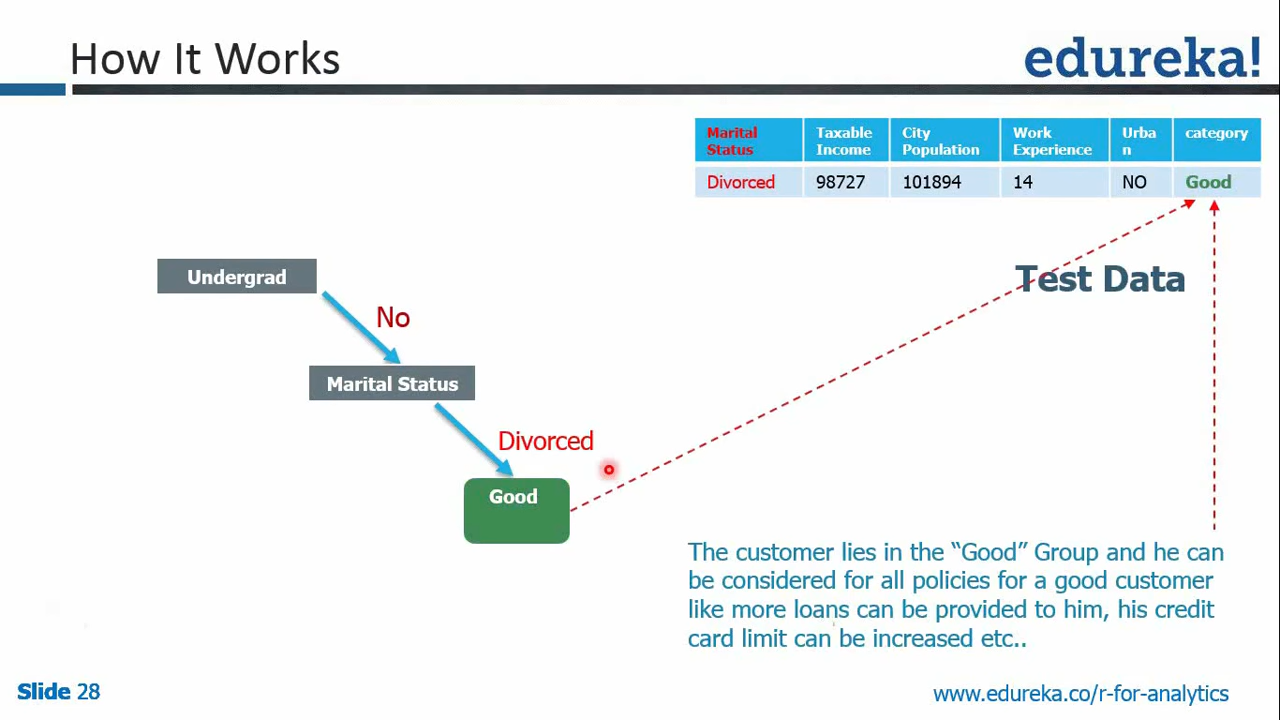 How It Works
edureka!
Marital Status Taxable Income City Population Work Experience Urba n category
Divorced 98727 101894 14 NO Good
Undergrad
Test Data
No
Marital Status
Divorced
Good
The customer lies in the “Good” Group and he can
be considered for all policies for a good customer
like more loans can be provided to him, his credit
card limit can be increased etc..
Slide 28
www.edureka.co/r-for-analytics